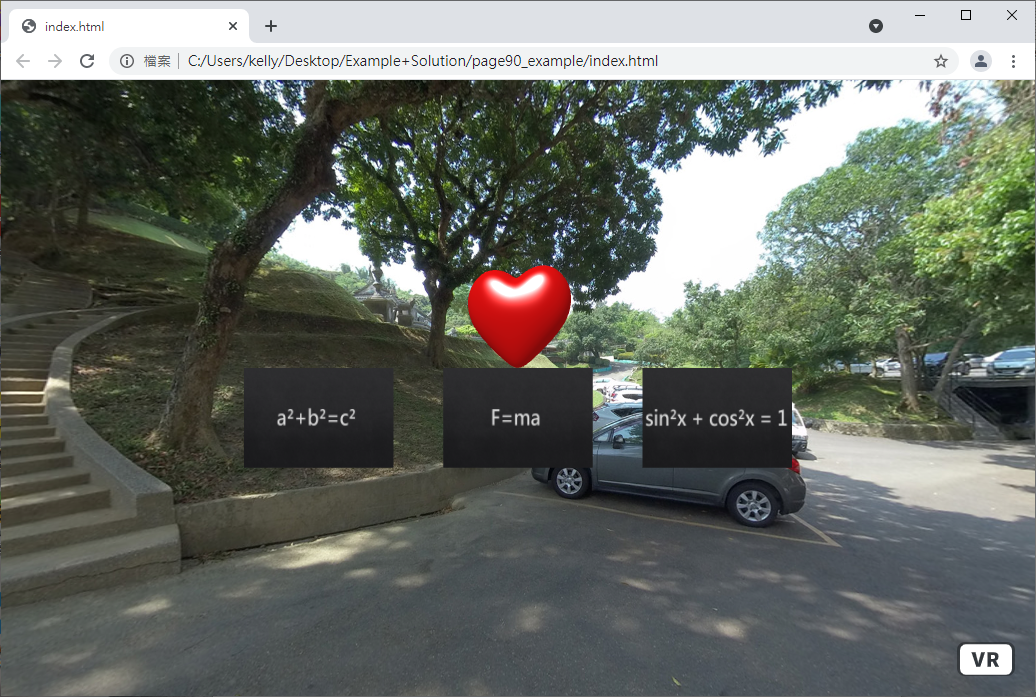 index.html
檔案 C:/Users/kelly/Desktop/Example+Solution/page90_example/index.html
a²+b²=c² F=ma sin²x + cos²x = 1
VR